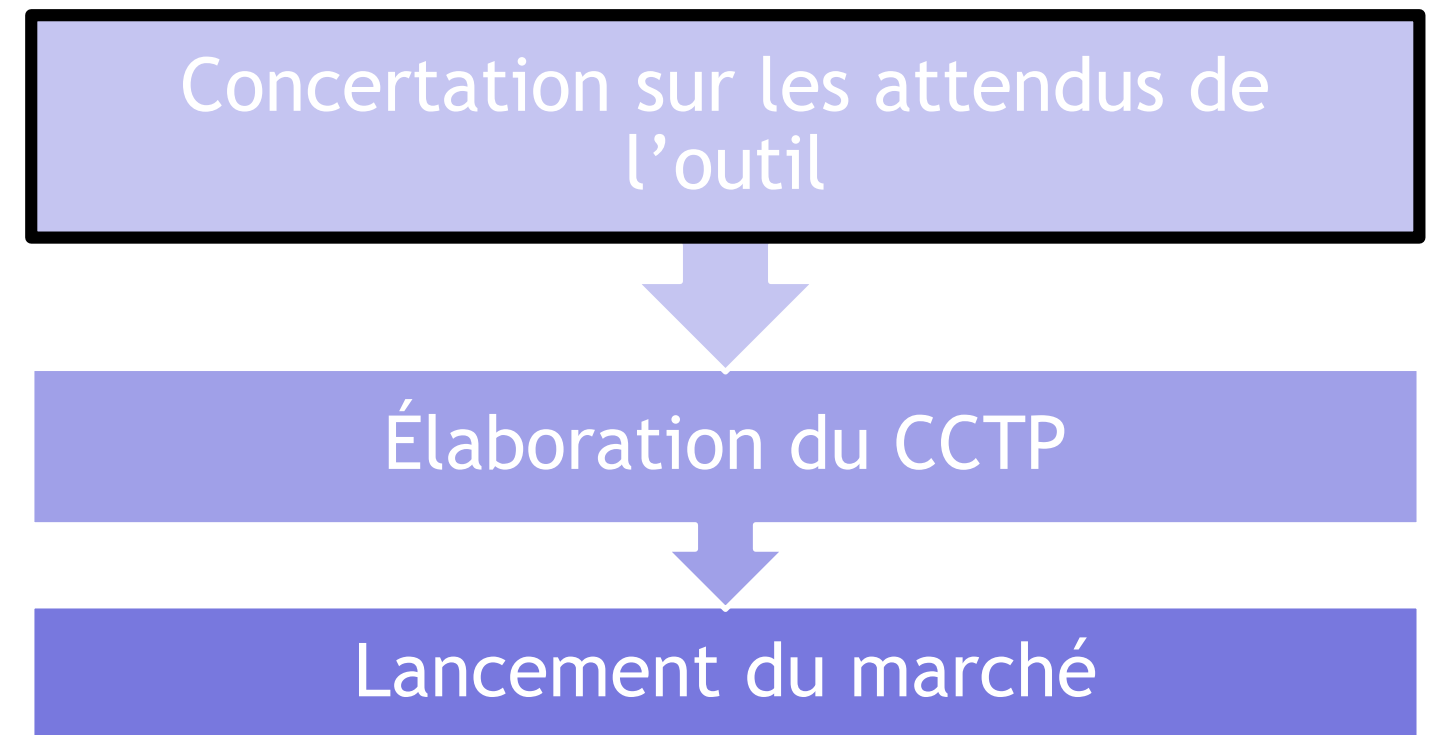 Concertation sur les attendus de
l’outil
Élaboration du CCTP
Lancement du marché